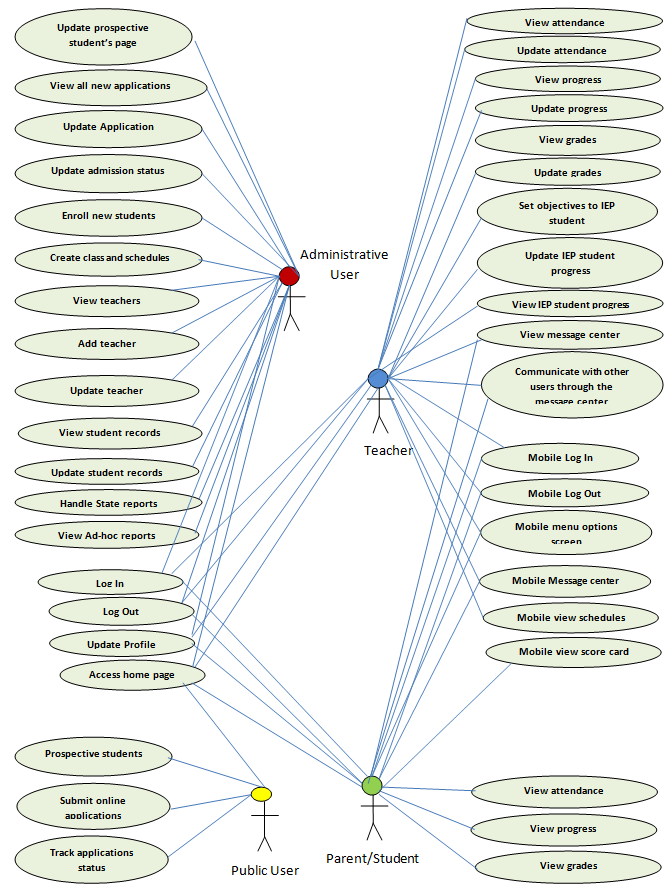 Update prospective
student's page
View all new applications
Update Application
Update admission status
Enroll new students
Create class and schedules
View teachers
Add teacher
Update teacher
View student records
Update student records
Handle State reports
View Ad-hoc reports
Log In
Log Out
Update Profile
Access home page
Prospective students
Submit online
applications
Track applications
status
Administrative
User
Teacher
Public User
Parent/Student
View attendance
Update attendance
View progress
Update progress
View grades
Update grades
Set objectives to IEP
student
Update IEP student
progress
View IEP student progress
View message center
Communicate with other
users through the
message center
Mobile Log In
Mobile Log Out
Mobile menu options
screen
Mobile Message center
Mobile view schedules
Mobile view score card
View attendance
View progress
View grades